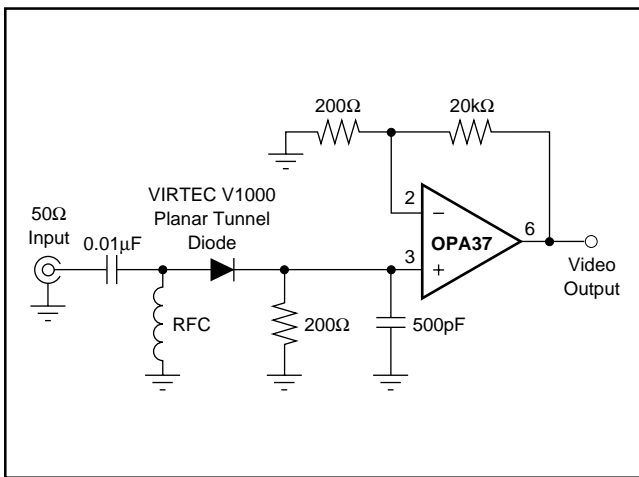 200Ω
20kΩ
VIRTEC V1000
Planar Tunnel
Diode
50Ω
Input
0.01µF
2
−
OPA37
6
3
+
Video
Output
RFC
200Ω
500pF